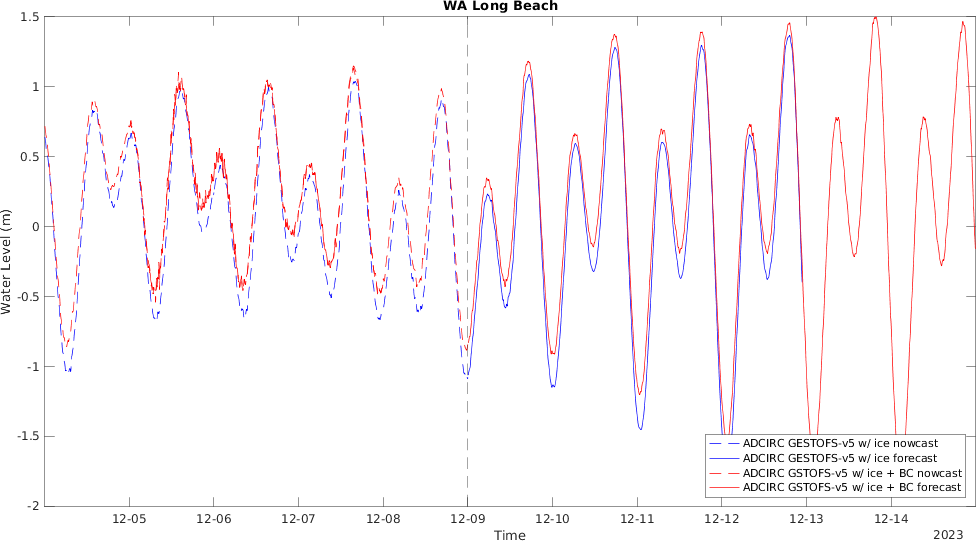 WA Long Beach
1.5
1
0.5
0
-0.5
-1
-1.5
-2
Water Level (m)
12-05 12-06 12-07 12-08 12-09 12-10 12-11 12-12 12-13 12-14
Time
2023
ADCIRC GESTOFS-v5 w/ ice nowcast
ADCIRC GESTOFS-v5 w/ ice forecast
ADCIRC GSTOFS-v5 w/ ice + BC nowcast
ADCIRC GSTOFS-v5 w/ ice + BC forecast